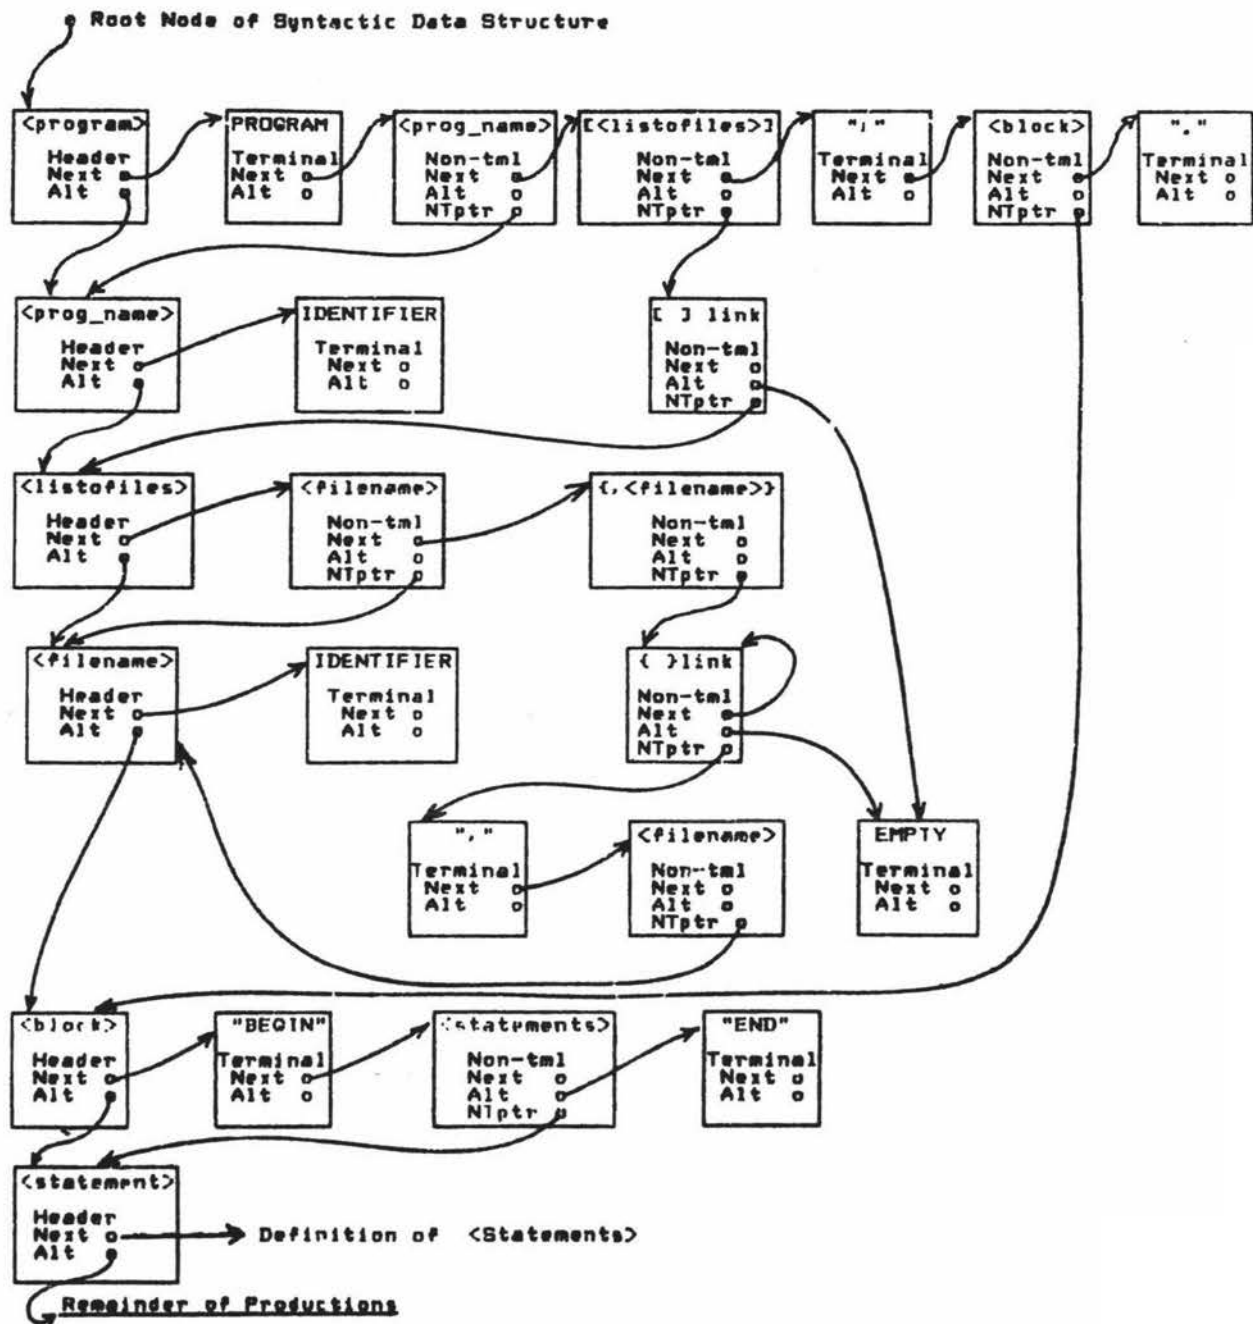 Root Node of Syntactic Data Structure
<program>
Header
Next
Alt
PROGRAM
Terminal
Next
Alt
<prog_name>
Non-tml
Next
Alt
NTptr
[<listofiles>]
Non-tml
Next
Alt
NTptr
";"
Terminal
Next
Alt
<block>
Non-tml
Next
Alt
NTptr
"."
Terminal
Next
Alt
<prog_name>
Header
Next
Alt
IDENTIFIER
Terminal
Next
Alt
[ ] link
Non-tml
Next
Alt
NTptr
<listofiles>
Header
Next
Alt
<filename>
Non-tml
Next
Alt
NTptr
{,<filename>}
Non-tml
Next
Alt
NTptr
<filename>
Header
Next
Alt
IDENTIFIER
Terminal
Next
Alt
{ }link
Non-tml
Next
Alt
NTptr
","
Terminal
Next
Alt
<filename>
Non-tml
Next
Alt
NTptr
EMPTY
Terminal
Next
Alt
<block>
Header
Next
Alt
"BEGIN"
Terminal
Next
Alt
<statements>
Non-tml
Next
Alt
NTptr
"END"
Terminal
Next
Alt
<statement>
Header
Next
Alt
Definition of <Statements>
Remainder of Productions